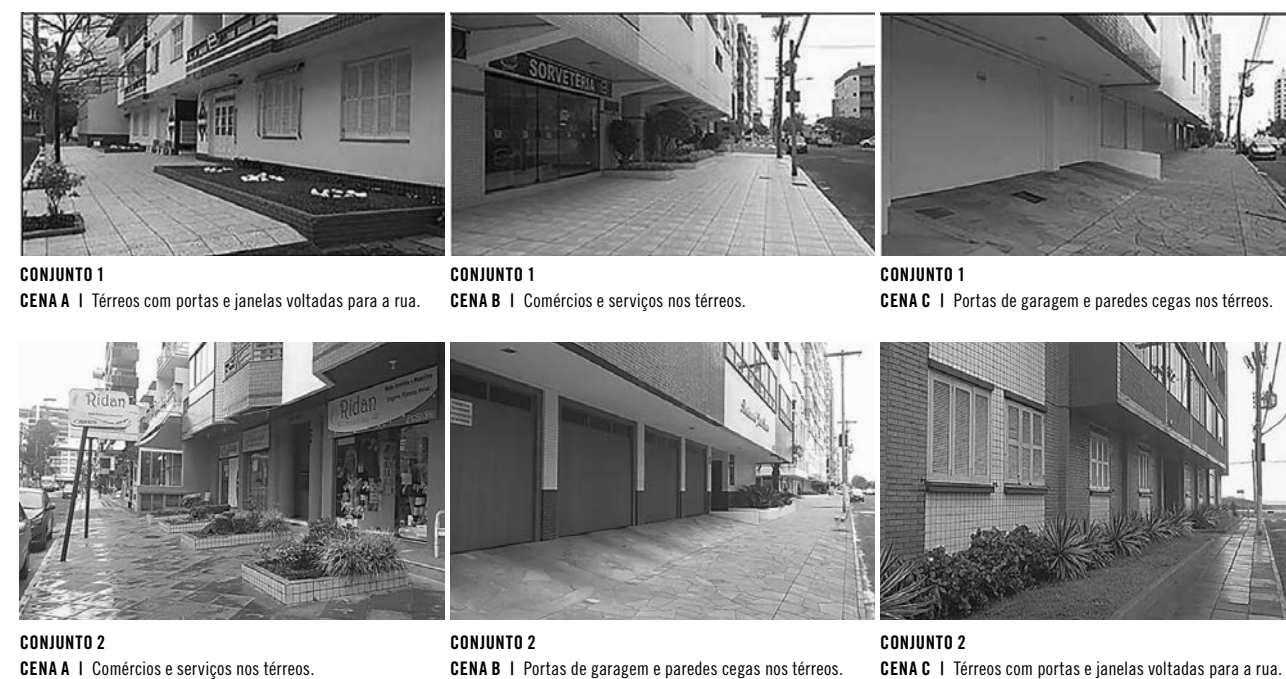 SORVETERIA
CONJUNTO 1
CENA A | Térreos com portas e janelas voltadas para a rua.
CONJUNTO 1
CENA B | Comércios e serviços nos térreos.
CONJUNTO 1
CENA C | Portas de garagem e paredes cegas nos térreos.
Ridan
Ridan
CONJUNTO 2
CENA A | Comércios e serviços nos térreos.
CONJUNTO 2
CENA B | Portas de garagem e paredes cegas nos térreos.
CONJUNTO 2
CENA C | Térreos com portas e janelas voltadas para a rua.